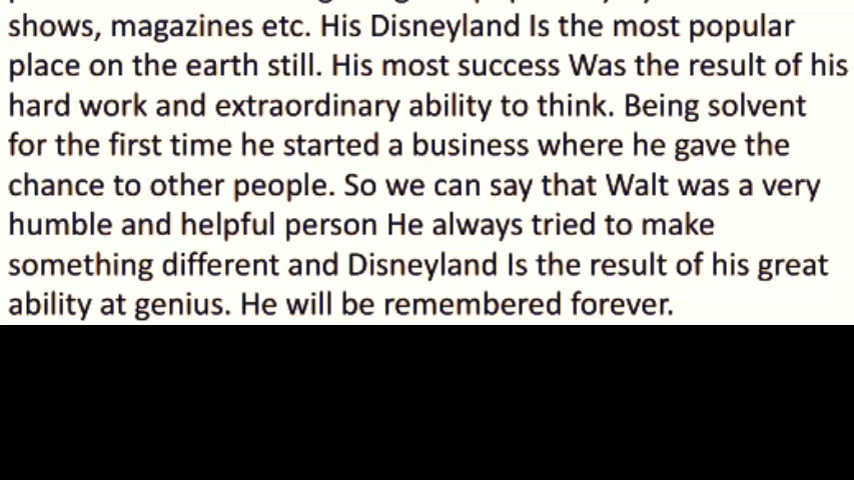 shows, magazines etc. His Disneyland Is the most popular
place on the earth still. His most success Was the result of his
hard work and extraordinary ability to think. Being solvent
for the first time he started a business where he gave the
chance to other people. So we can say that Walt was a very
humble and helpful person He always tried to make
something different and Disneyland Is the result of his great
ability at genius. He will be remembered forever.